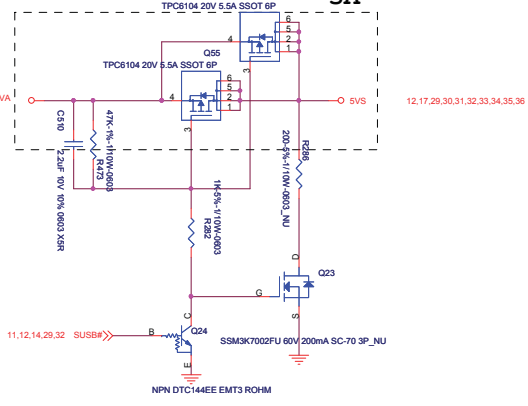 TPC6104 20V 5.5A SSOT 6P
6
5
4
2
1
Q55
TPC6104 20V 5.5A SSOT 6P
3
6
5
4
2
1
VA
5VS
12,17,29,30,31,32,33,34,35,36
C510
2.2uF 10V 10% 0603 X5R
47K-1%-1/10W-0603
R473
3
1K-5%-1/10W-0603
R282
R286
200-5%-1/10W-0603_NU
D
Q23
G
S
SSM3K7002FU 60V 200mA SC-70 3P_NU
11,12,14,29,32
SUSB#
B
C
Q24
E
NPN DTC144EE EMT3 ROHM